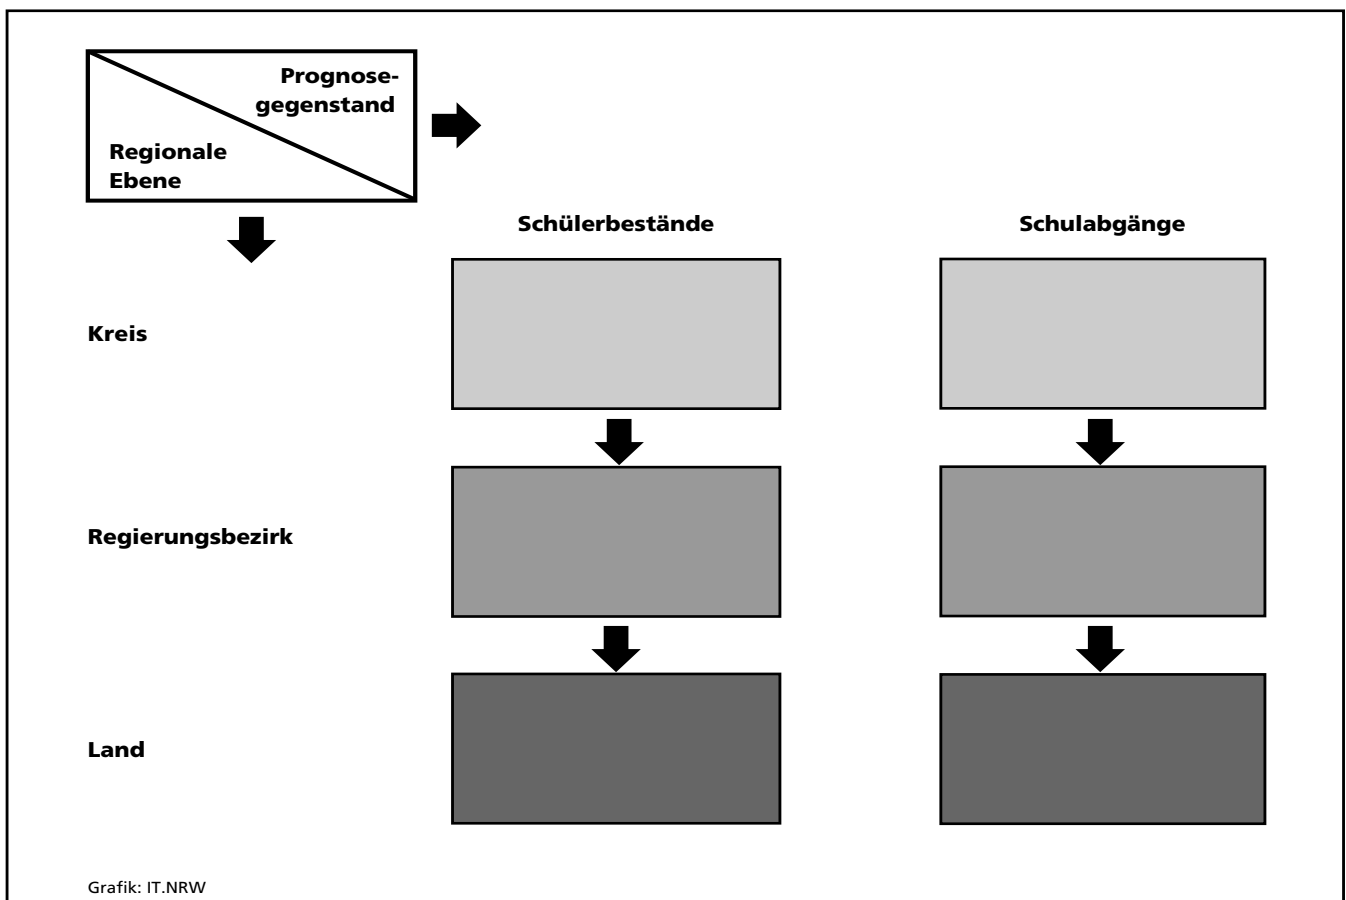 Prognose-
gegenstand
Regionale
Ebene
Schülerbestände
Schulabgänge
Kreis
Regierungsbezirk
Land
Grafik: IT.NRW